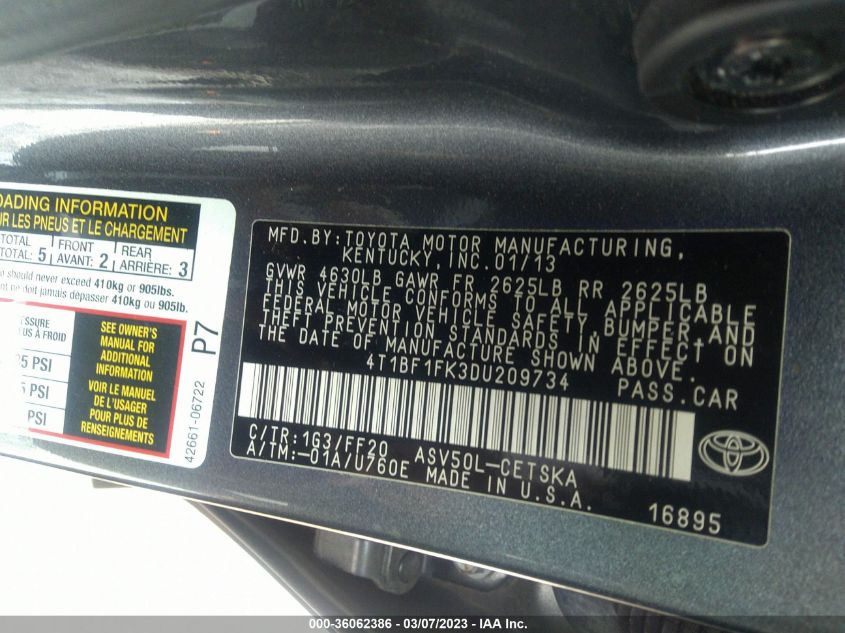 OADING INFORMATION
UR LES PNEUS ET LE CHARGEMENT
TOTAL 5 FRONT 2 REAR 3
TOTAL: AVANT: ARRIÈRE:
should never exceed 410kg or 905lbs.
ne doit jamais dépasser 410kg ou 905lb.
ESSURE
US À FROID
25 PSI
5 PSI
PSI
SEE OWNER'S
MANUAL FOR
ADDITIONAL
INFORMATION
VOIR LE MANUEL
DE L'USAGER
POUR PLUS DE
RENSEIGNEMENTS
P7
42661-06722
MFD.BY:TOYOTA MOTOR MANUFACTURING,
KENTUCKY, INC.01/13
GVWR 4630LB GAWR FR 2625LB RR 2625LB
THIS VEHICLE CONFORMS TO ALL APPLICABLE
FEDERAL MOTOR VEHICLE SAFETY, BUMPER, AND
THEFT PREVENTION STANDARDS IN EFFECT ON
THE DATE OF MANUFACTURE SHOWN ABOVE.
4T1BF1FK3DU209734 PASS.CAR
C/TR:1G3/FF20 ASV50L-CETSKA
A/TM:-01A/U760E MADE IN U.S.A.
16895
TOYOTA
000-36062386 - 03/07/2023 - IAA Inc.